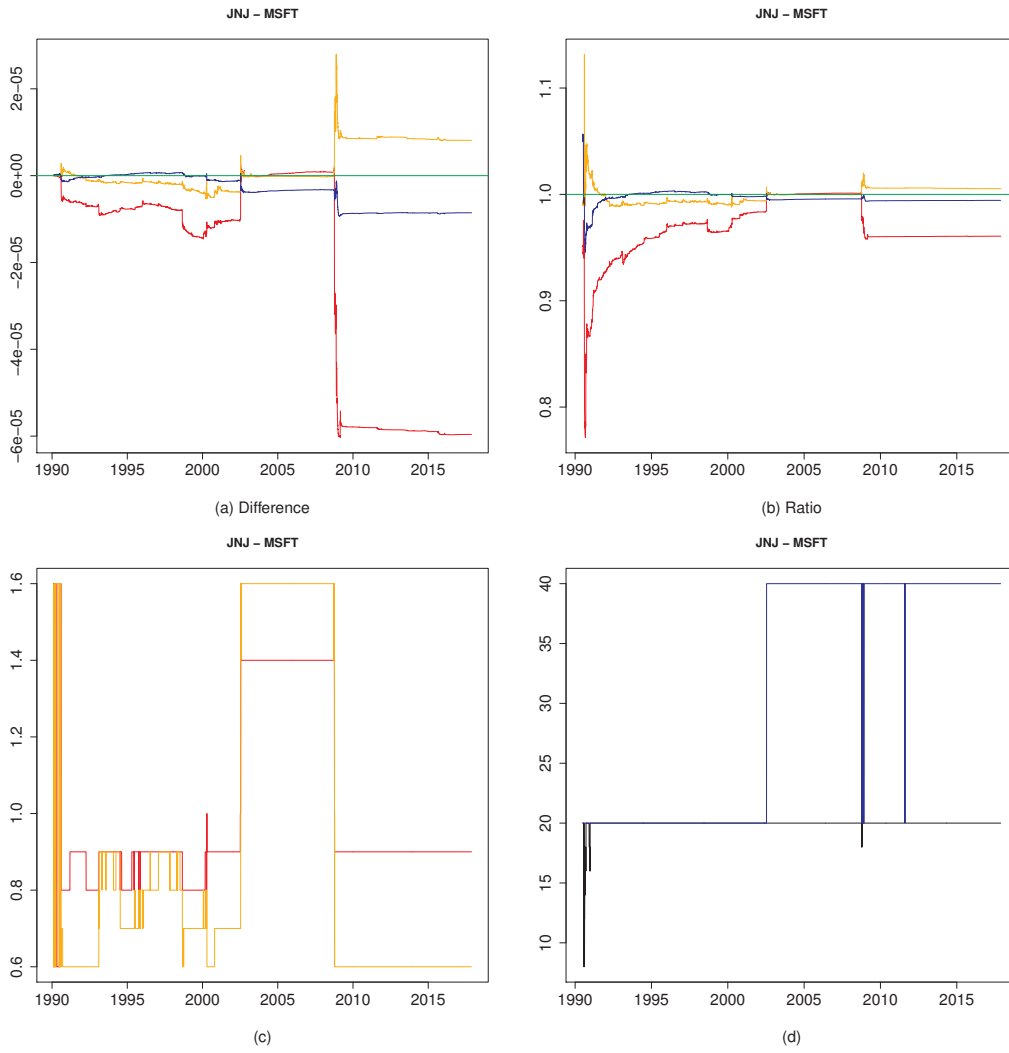 JNJ − MSFT
JNJ − MSFT
2e−05
0e+00
−2e−05
−4e−05
−6e−05
1990 1995 2000 2005 2010 2015
(a) Difference
1.1
1.0
0.9
0.8
1990 1995 2000 2005 2010 2015
(b) Ratio
JNJ − MSFT
JNJ − MSFT
1.6
1.4
1.2
1.0
0.8
0.6
1990 1995 2000 2005 2010 2015
(c)
40
35
30
25
20
15
10
1990 1995 2000 2005 2010 2015
(d)